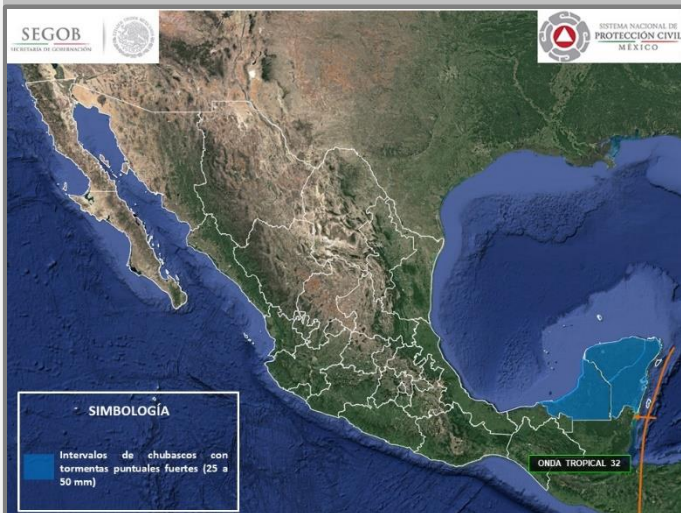 SEGOB
SECRETARÍA DE GOBERNACIÓN
SISTEMA NACIONAL DE
PROTECCIÓN CIVIL
MÉXICO
SIMBOLOGÍA
Intervalos de chubascos con
tormentas puntuales fuertes (25 a
50 mm)
ONDA TROPICAL 32